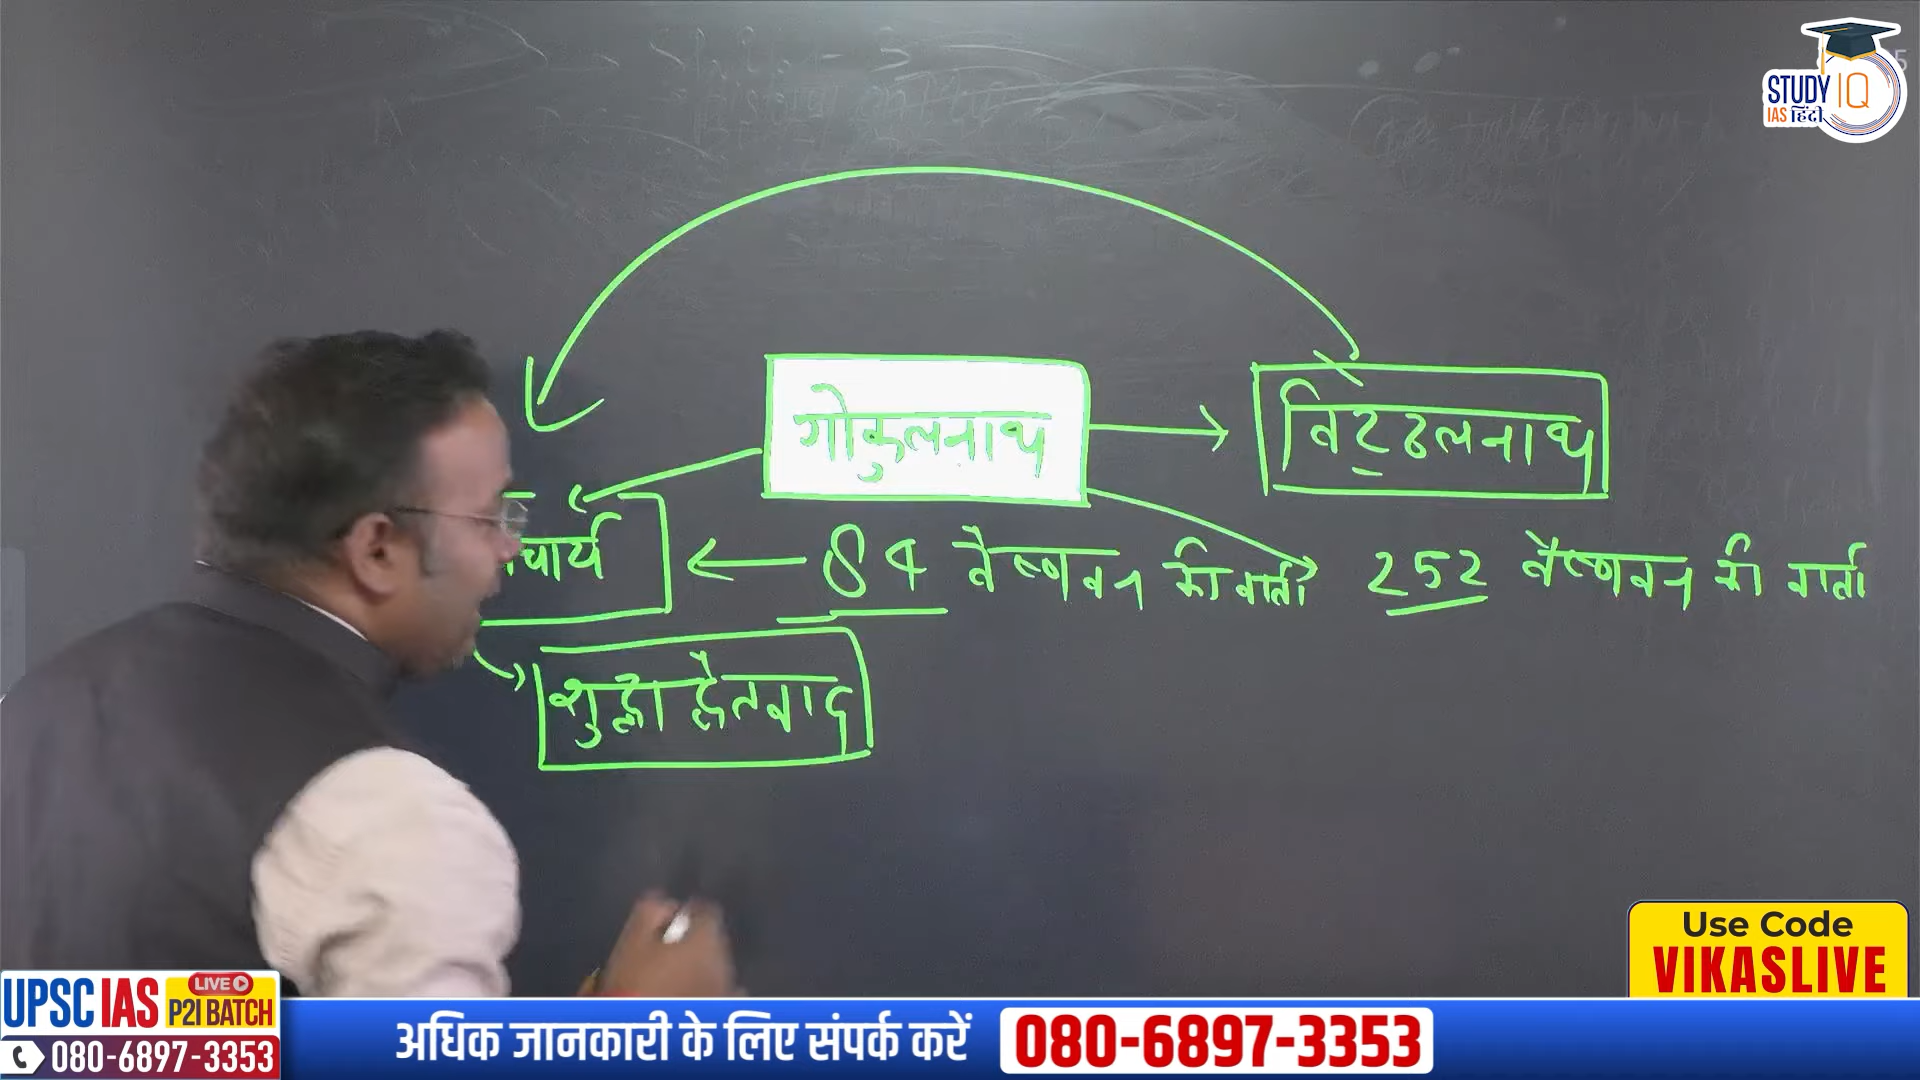 STUDY IQ
IAS हिंदी
गोकुलनाथ
विट्ठलनाथ
चार्य
84 वैष्णवन की वार्ता
252 वैष्णवन की वार्ता
शुद्धाद्वैतवाद
Use Code
VIKASLIVE
UPSC IAS
LIVE
P2I BATCH
080-6897-3353
अधिक जानकारी के लिए संपर्क करें
080-6897-3353